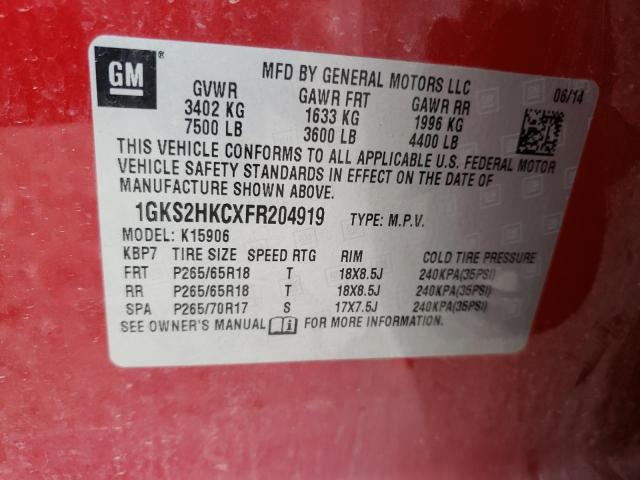 GM
MFD BY GENERAL MOTORS LLC
GVWR GAWR FRT GAWR RR 06/14
3402 KG 1633 KG 1996 KG
7500 LB 3600 LB 4400 LB
THIS VEHICLE CONFORMS TO ALL APPLICABLE U.S. FEDERAL MOTOR
VEHICLE SAFETY STANDARDS IN EFFECT ON THE DATE OF
MANUFACTURE SHOWN ABOVE.
1GKS2HKCXFR204919 TYPE: M.P.V.
MODEL: K15906
KBP7 TIRE SIZE SPEED RTG RIM COLD TIRE PRESSURE
FRT P265/65R18 T 18X8.5J 240KPA(35PSI)
RR P265/65R18 T 18X8.5J 240KPA(35PSI)
SPA P265/70R17 S 17X7.5J 240KPA(35PSI)
SEE OWNER'S MANUAL FOR MORE INFORMATION.